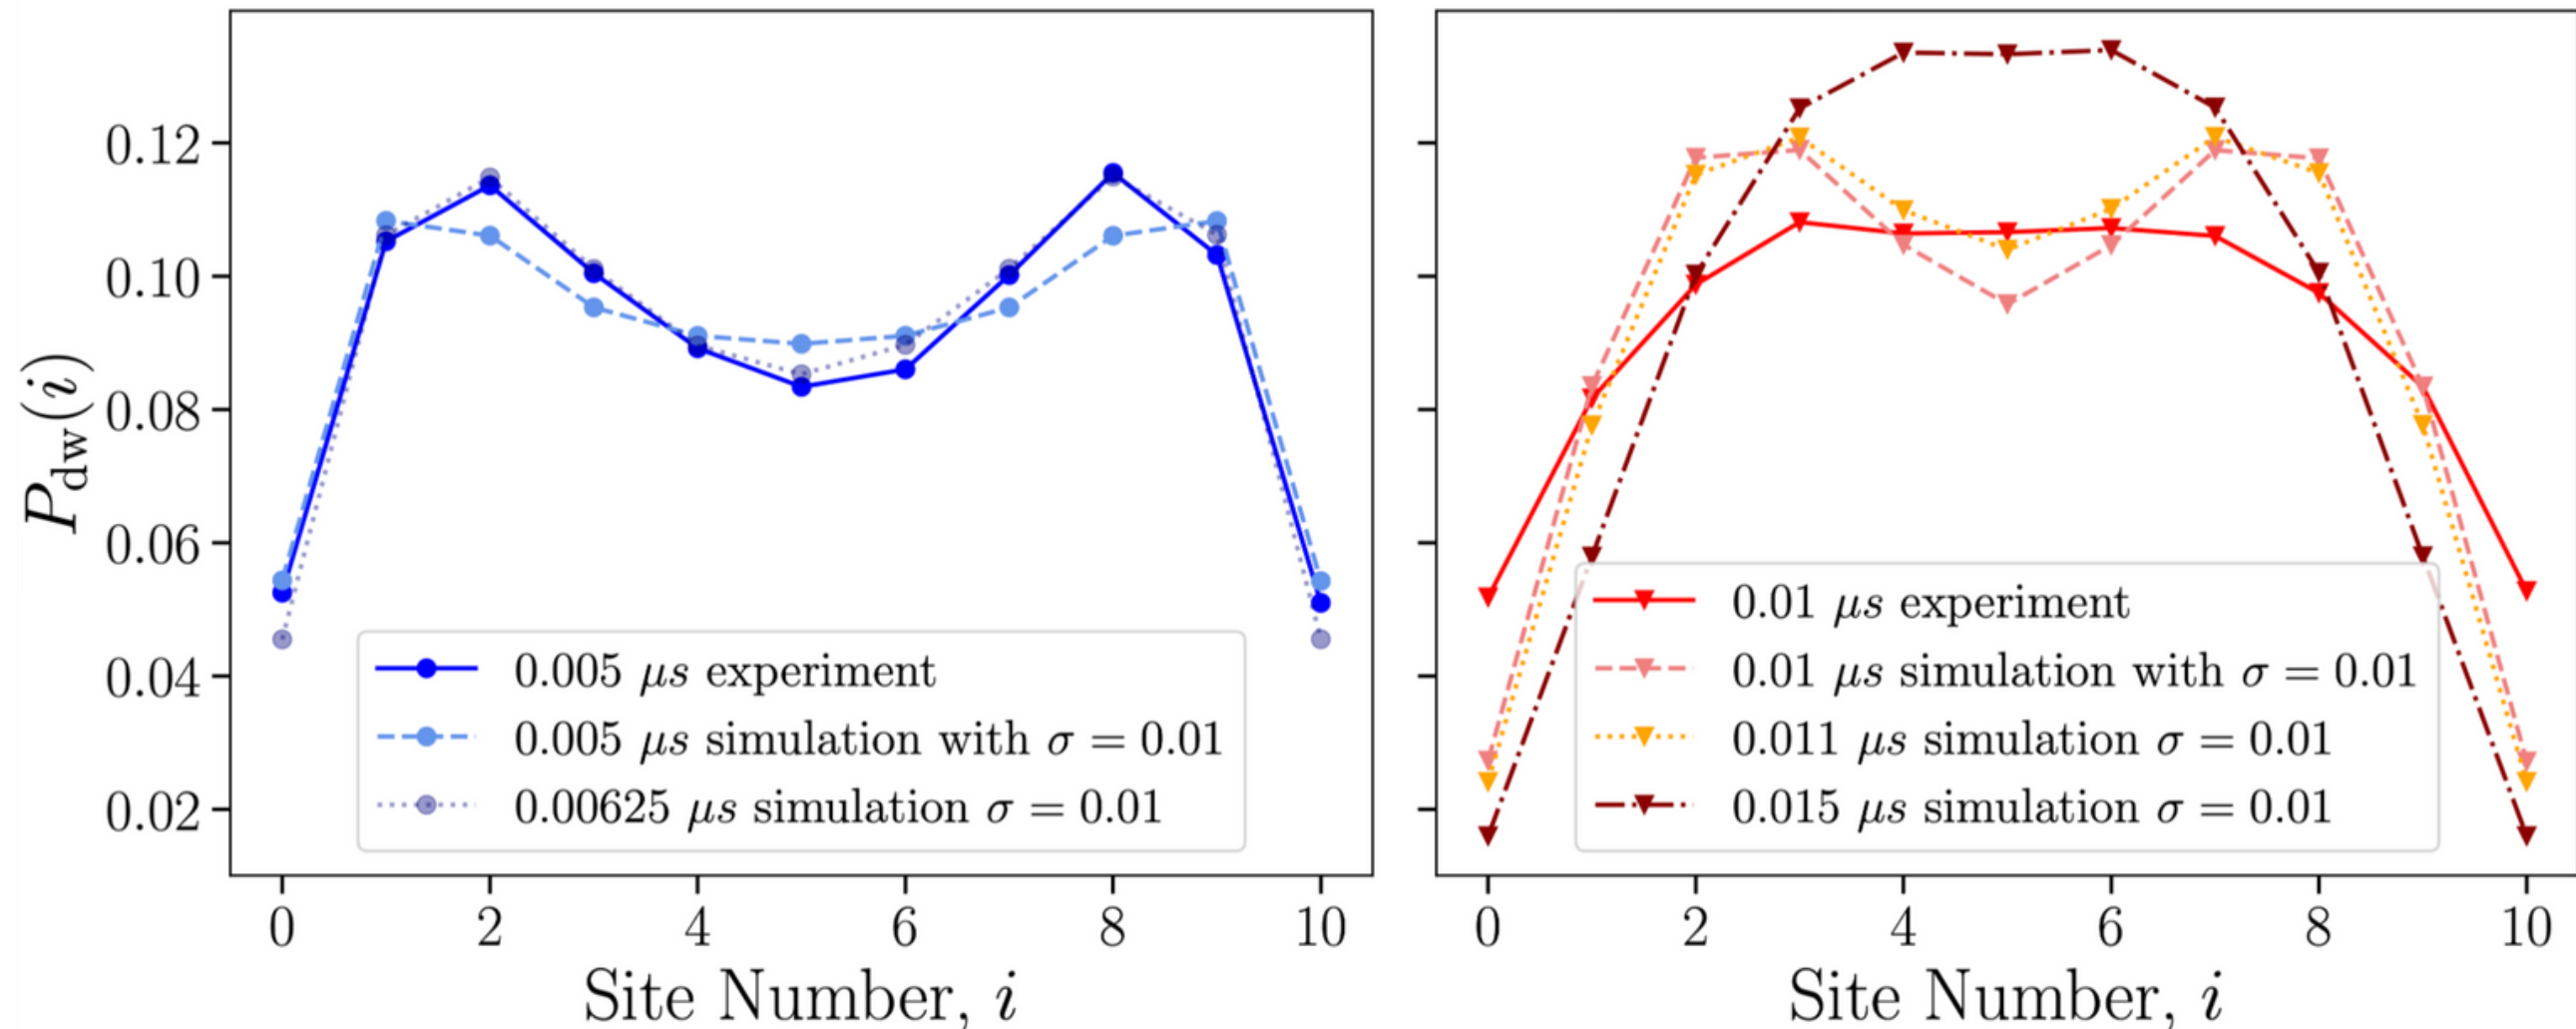 0.12
0.10
0.08
0.06
0.04
0.02
P_dw(i)
0.005 μs experiment
0.005 μs simulation with σ = 0.01
0.00625 μs simulation σ = 0.01
0 2 4 6 8 10
Site Number, i
0.01 μs experiment
0.01 μs simulation with σ = 0.01
0.011 μs simulation σ = 0.01
0.015 μs simulation σ = 0.01
0 2 4 6 8 10
Site Number, i